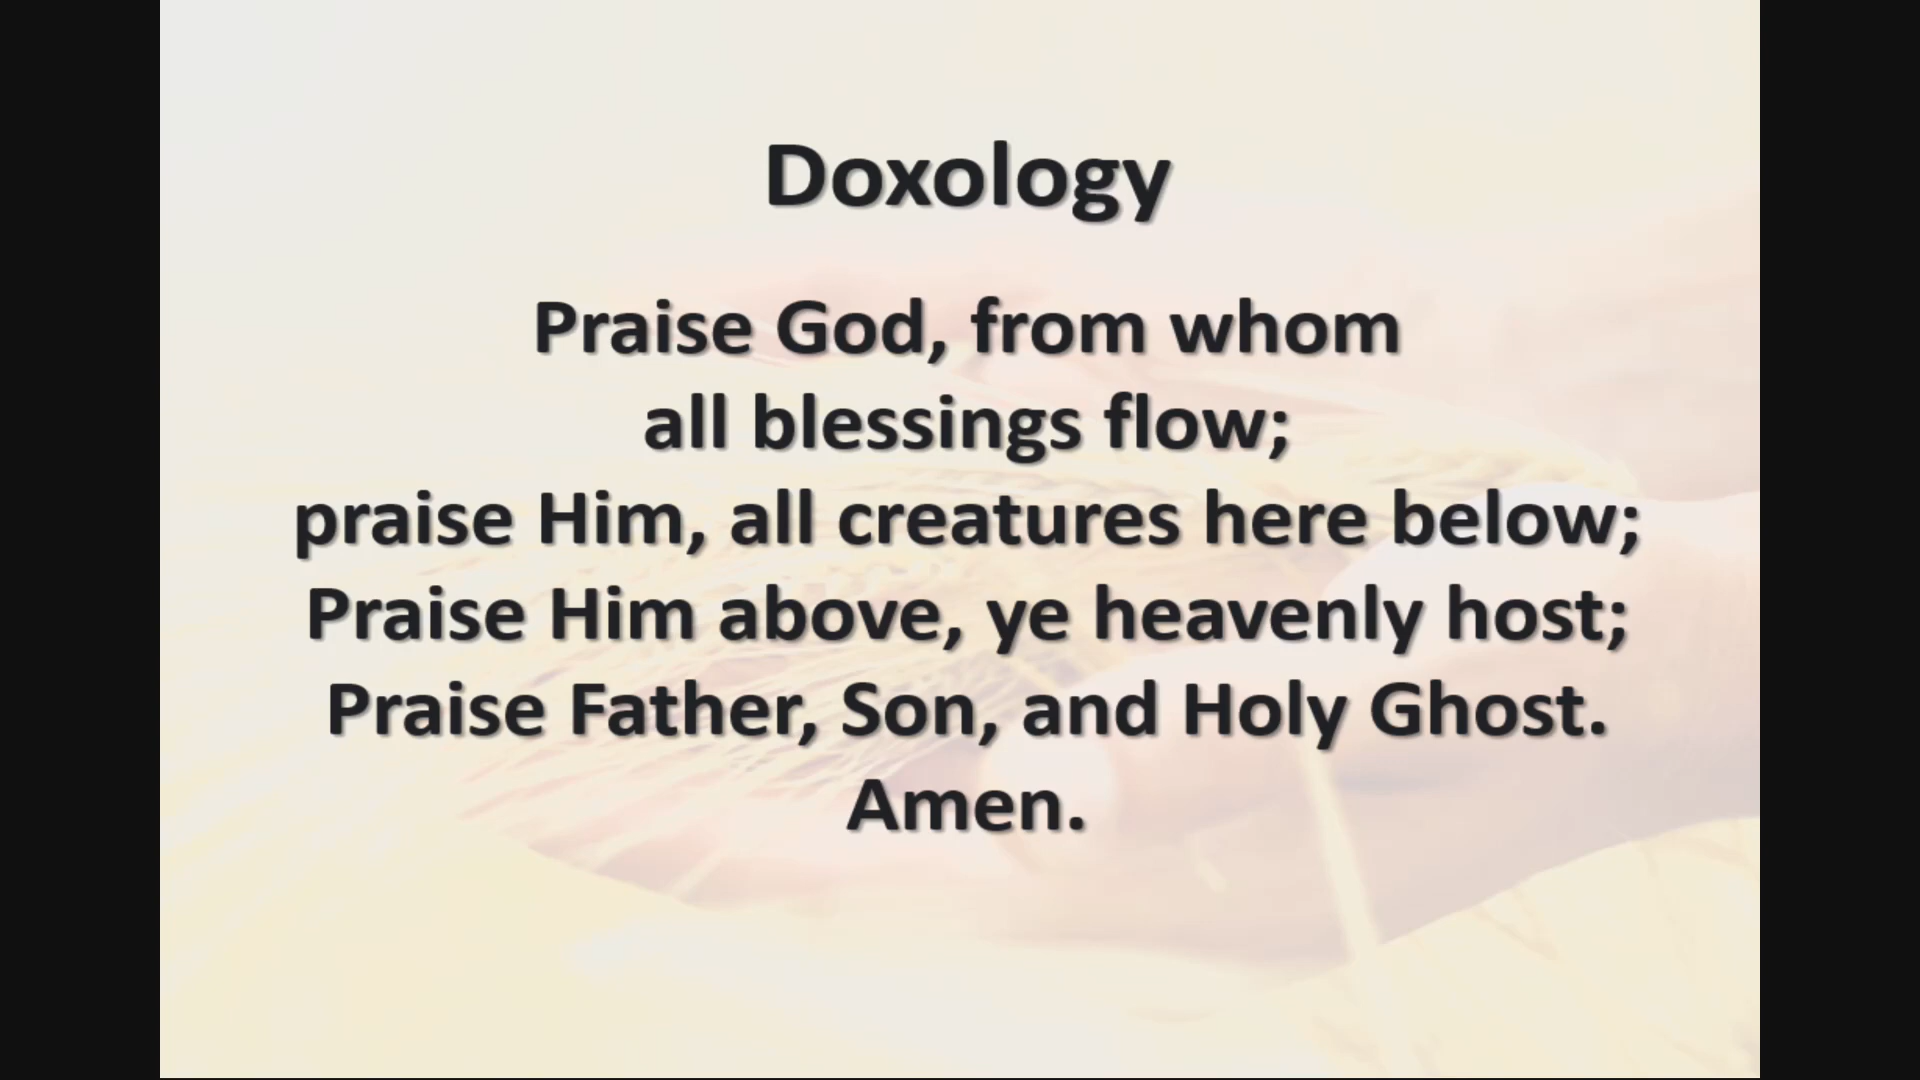 Doxology
Praise God, from whom
all blessings flow;
praise Him, all creatures here below;
Praise Him above, ye heavenly host;
Praise Father, Son, and Holy Ghost.
Amen.